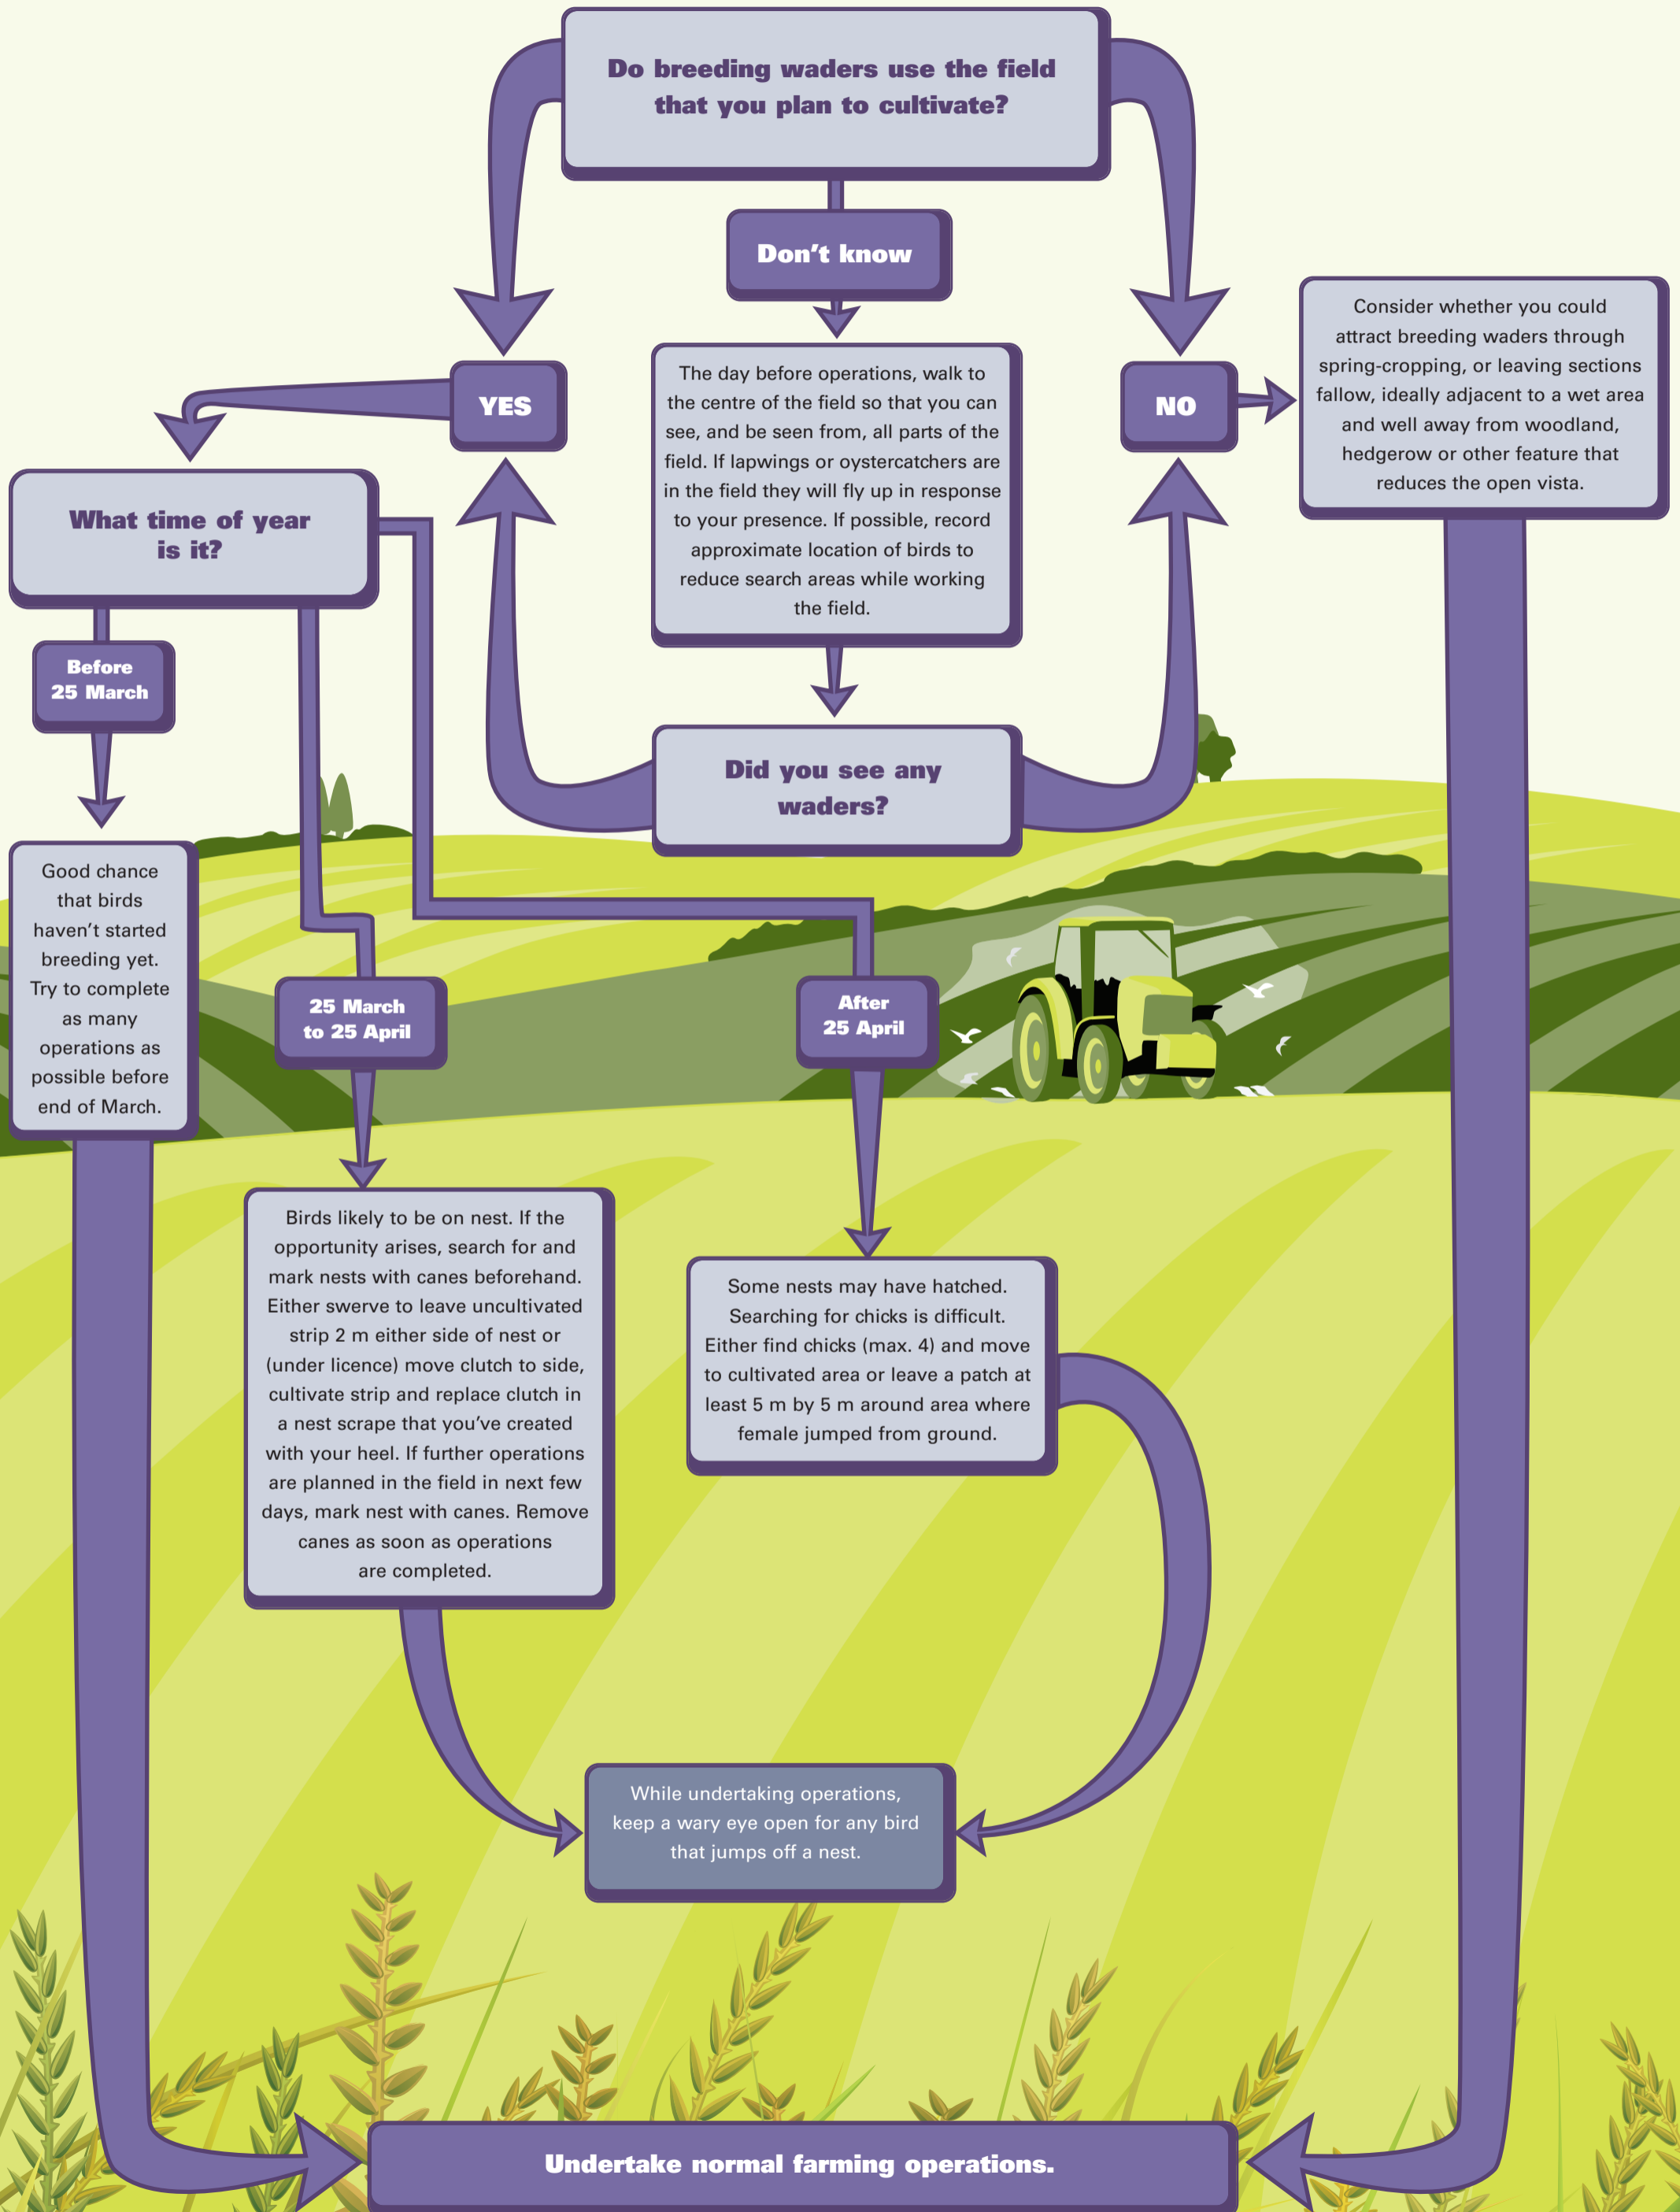 Do breeding waders use the field
that you plan to cultivate?
Don't know
YES
NO
Consider whether you could
attract breeding waders through
spring-cropping, or leaving sections
fallow, ideally adjacent to a wet area
and well away from woodland,
hedgerow or other feature that
reduces the open vista.
The day before operations, walk to
the centre of the field so that you can
see, and be seen from, all parts of the
field. If lapwings or oystercatchers are
in the field they will fly up in response
to your presence. If possible, record
approximate location of birds to
reduce search areas while working
the field.
What time of year
is it?
Before
25 March
Did you see any
waders?
Good chance
that birds
haven't started
breeding yet.
Try to complete
as many
operations as
possible before
end of March.
25 March
to 25 April
After
25 April
Birds likely to be on nest. If the
opportunity arises, search for and
mark nests with canes beforehand.
Either swerve to leave uncultivated
strip 2 m either side of nest or
(under licence) move clutch to side,
cultivate strip and replace clutch in
a nest scrape that you've created
with your heel. If further operations
are planned in the field in next few
days, mark nest with canes. Remove
canes as soon as operations
are completed.
Some nests may have hatched.
Searching for chicks is difficult.
Either find chicks (max. 4) and move
to cultivated area or leave a patch at
least 5 m by 5 m around area where
female jumped from ground.
While undertaking operations,
keep a wary eye open for any bird
that jumps off a nest.
Undertake normal farming operations.